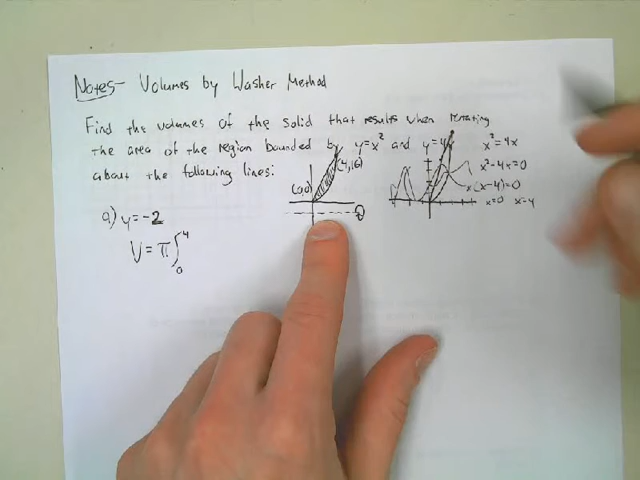 Notes- Volumes by Washer Method
Find the volumes of the solid that results when rotating
the area of the region bounded by y=x² and y=4
about the following lines:
x²=4x
x²-4x=0
x(x-4)=0
x=0 x=4
(4,16)
(0,0)
a) y=-2
V=π∫₀⁴